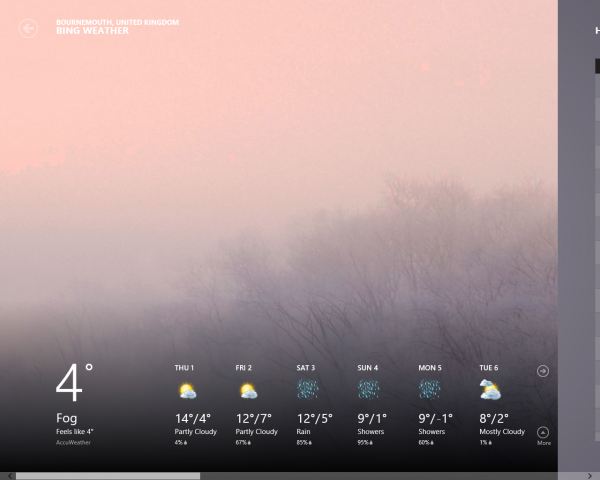 BOURNEMOUTH, UNITED KINGDOM
BING WEATHER
H
4°
Fog
Feels like 4°
AccuWeather
THU 1
14°/4°
Partly Cloudy
4%
FRI 2
12°/7°
Partly Cloudy
67%
SAT 3
12°/5°
Rain
85%
SUN 4
9°/1°
Showers
95%
MON 5
9°/-1°
Showers
60%
TUE 6
8°/2°
Mostly Cloudy
1%
More